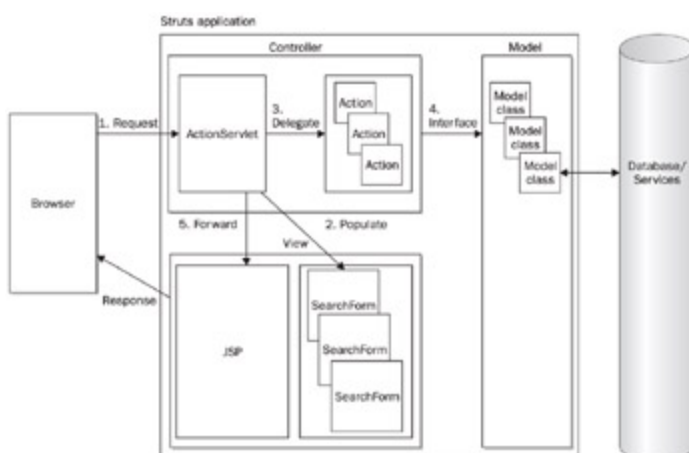 Struts application
Controller
Model
1. Request
ActionServlet
3.
Delegate
Action
Action
Action
4.
Interface
Model
class
Model
class
Model
class
Database/
Services
Browser
5. Forward
2. Populate
View
Response
JSP
SearchForm
SearchForm
SearchForm